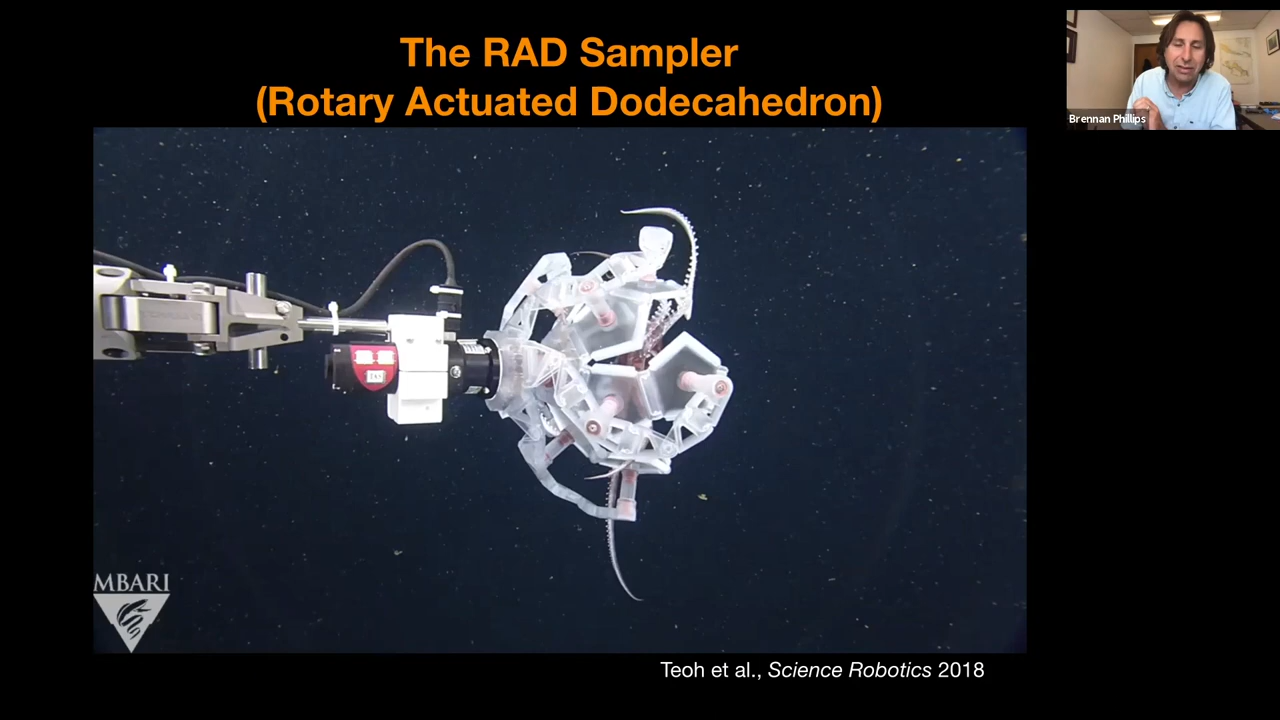 The RAD Sampler
(Rotary Actuated Dodecahedron)
Brennan Phillips
MBARI
Teoh et al., Science Robotics 2018